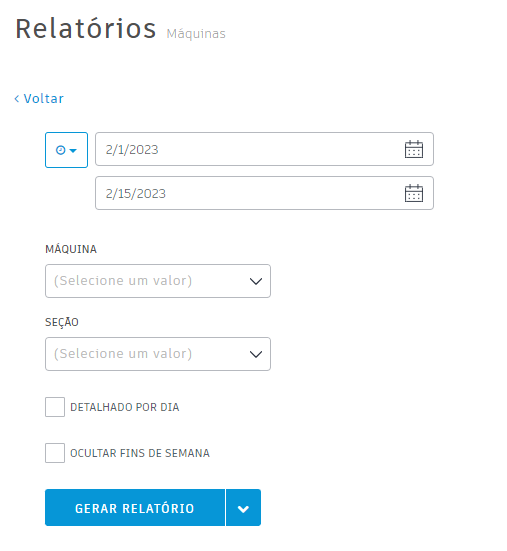 Relatórios Máquinas
‹ Voltar
2/1/2023
2/15/2023
MÁQUINA
(Selecione um valor)
SEÇÃO
(Selecione um valor)
DETALHADO POR DIA
OCULTAR FINS DE SEMANA
GERAR RELATÓRIO